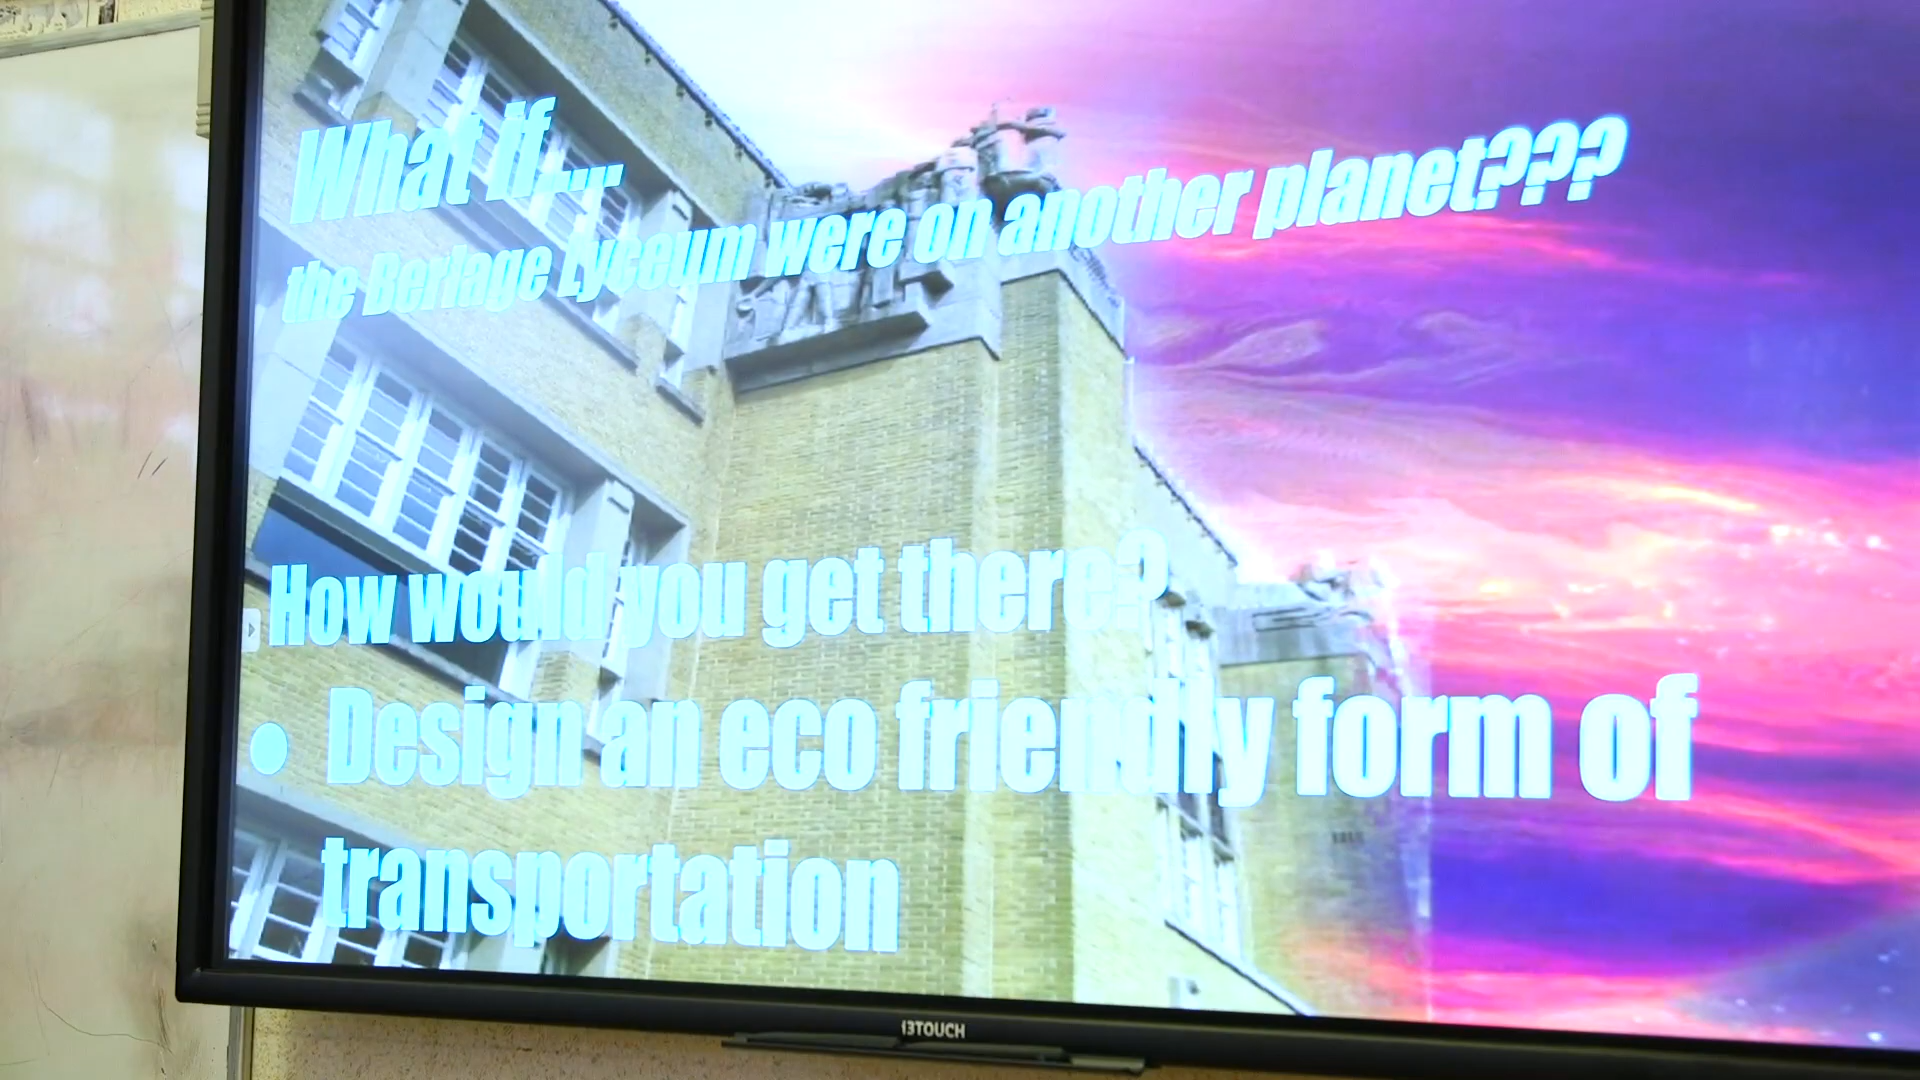 What if....
the Berlage Lyceum were on another planet???
How would you get there?
• Design an eco friendly form of
transportation
i3TOUCH